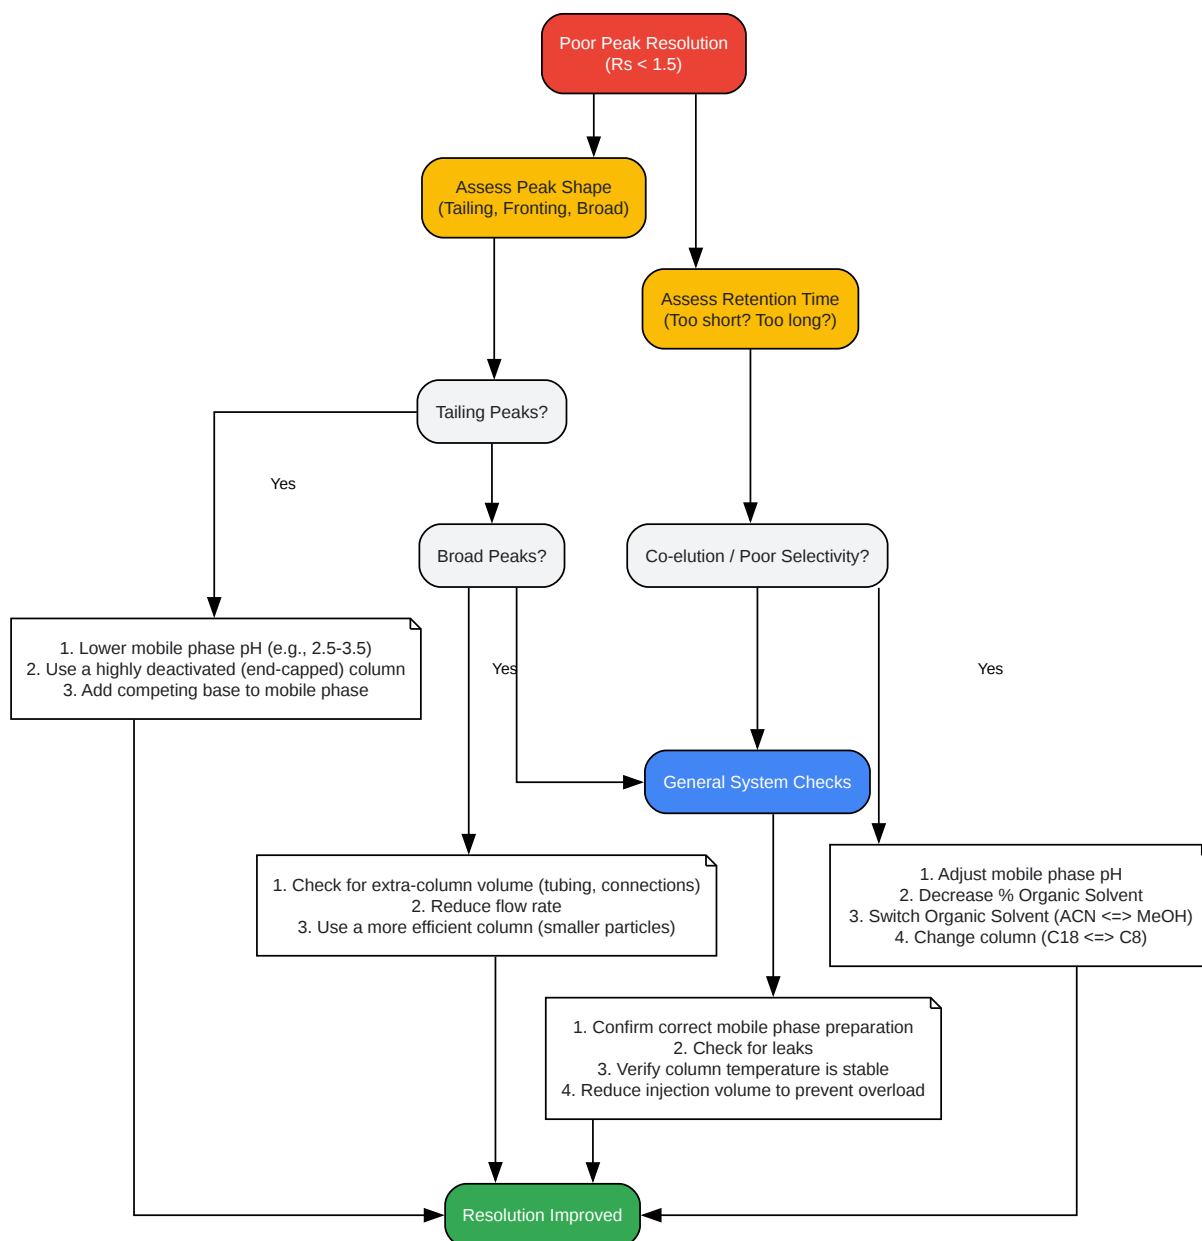 Poor Peak Resolution
(Rs < 1.5)
Assess Peak Shape
(Tailing, Fronting, Broad)
Assess Retention Time
(Too short? Too long?)
Tailing Peaks?
Yes
Broad Peaks?
Co-elution / Poor Selectivity?
1. Lower mobile phase pH (e.g., 2.5-3.5)
2. Use a highly deactivated (end-capped) column
3. Add competing base to mobile phase
Yes
Yes
General System Checks
1. Check for extra-column volume (tubing, connections)
2. Reduce flow rate
3. Use a more efficient column (smaller particles)
1. Adjust mobile phase pH
2. Decrease % Organic Solvent
3. Switch Organic Solvent (ACN <=> MeOH)
4. Change column (C18 <=> C8)
1. Confirm correct mobile phase preparation
2. Check for leaks
3. Verify column temperature is stable
4. Reduce injection volume to prevent overload
Resolution Improved